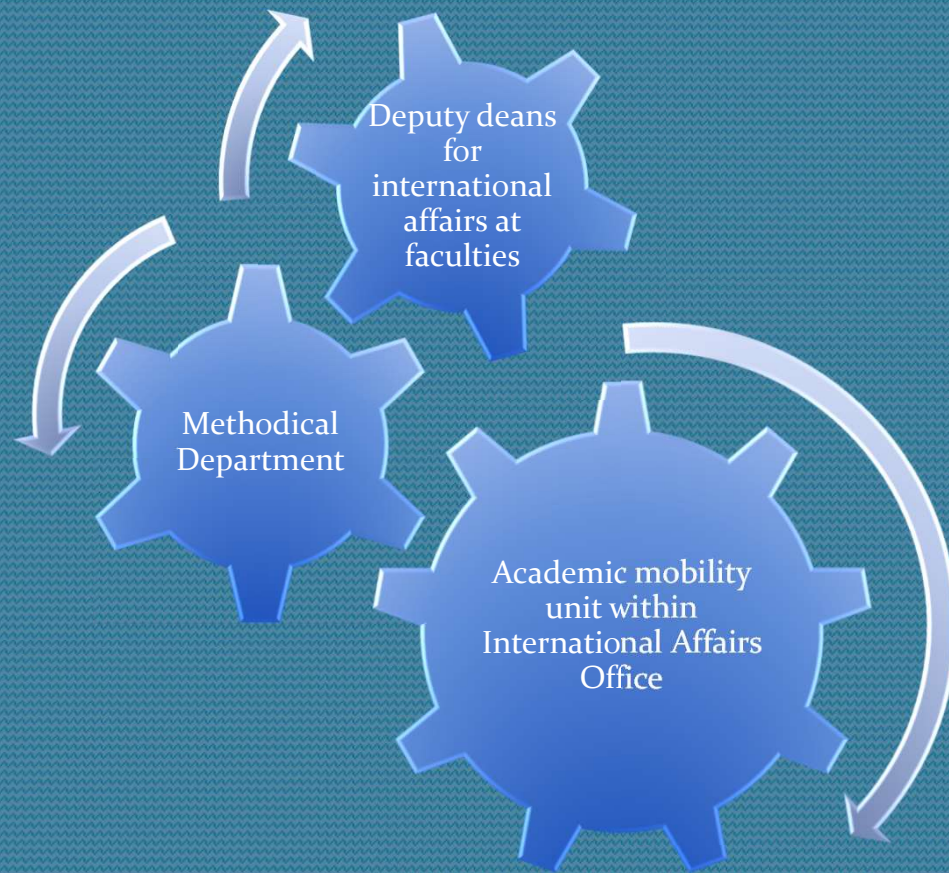 Deputy deans
for
international
affairs at
faculties
Methodical
Department
Academic mobility
unit within
International Affairs
Office